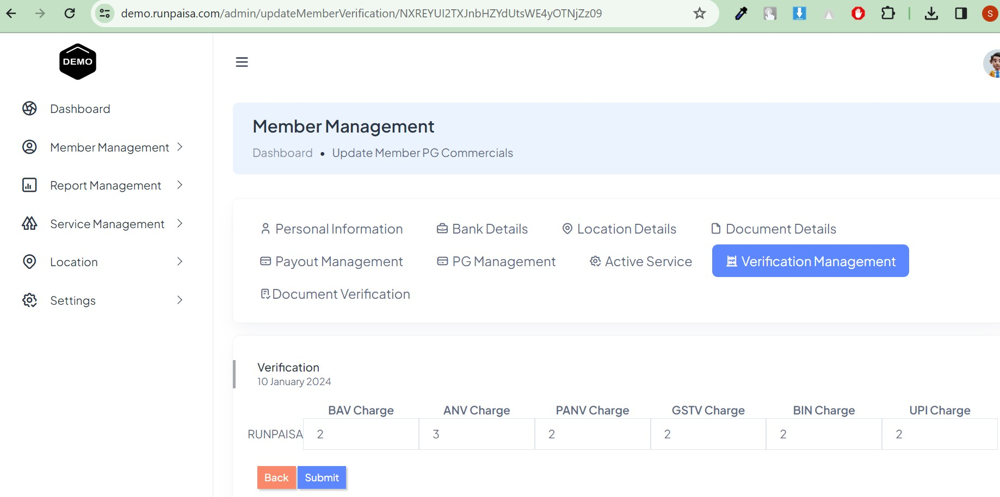 demo.runpaisa.com/admin/updateMemberVerification/NXREYUI2TXJnbHZYdUtsWE4yOTNjZz09
S
DEMO
Dashboard
Member Management
Report Management
Service Management
Location
Settings
Member Management
Dashboard • Update Member PG Commercials
Personal Information Bank Details Location Details Document Details
Payout Management PG Management Active Service Verification Management
Document Verification
Verification
10 January 2024
BAV Charge ANV Charge PANV Charge GSTV Charge BIN Charge UPI Charge
RUNPAISA 2 3 2 2 2 2
Back Submit